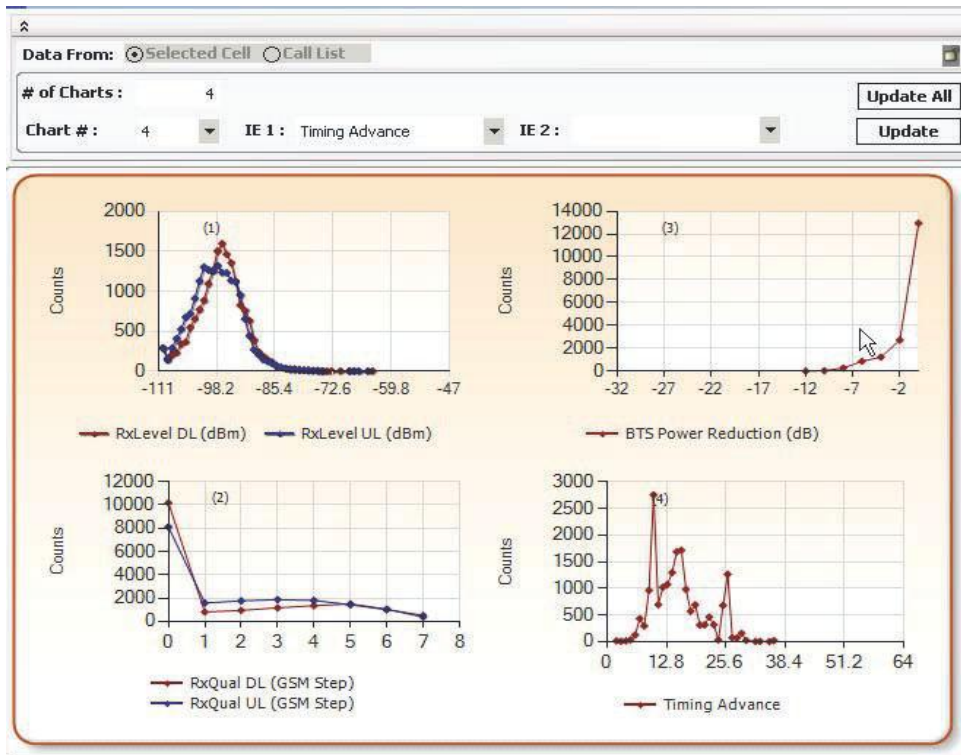 Data From: Selected Cell Call List
# of Charts : 4 Update All
Chart # : 4 IE 1 : Timing Advance IE 2 : Update
2000
1500
1000
500
0
Counts
(1)
-111 -98.2 -85.4 -72.6 -59.8 -47
RxLevel DL (dBm) RxLevel UL (dBm)
14000
12000
10000
8000
6000
4000
2000
0
Counts
(3)
-32 -27 -22 -17 -12 -7 -2
BTS Power Reduction (dB)
12000
10000
8000
6000
4000
2000
0
Counts
(2)
0 1 2 3 4 5 6 7 8
RxQual DL (GSM Step)
RxQual UL (GSM Step)
3000
2500
2000
1500
1000
500
0
Counts
(4)
0 12.8 25.6 38.4 51.2 64
Timing Advance